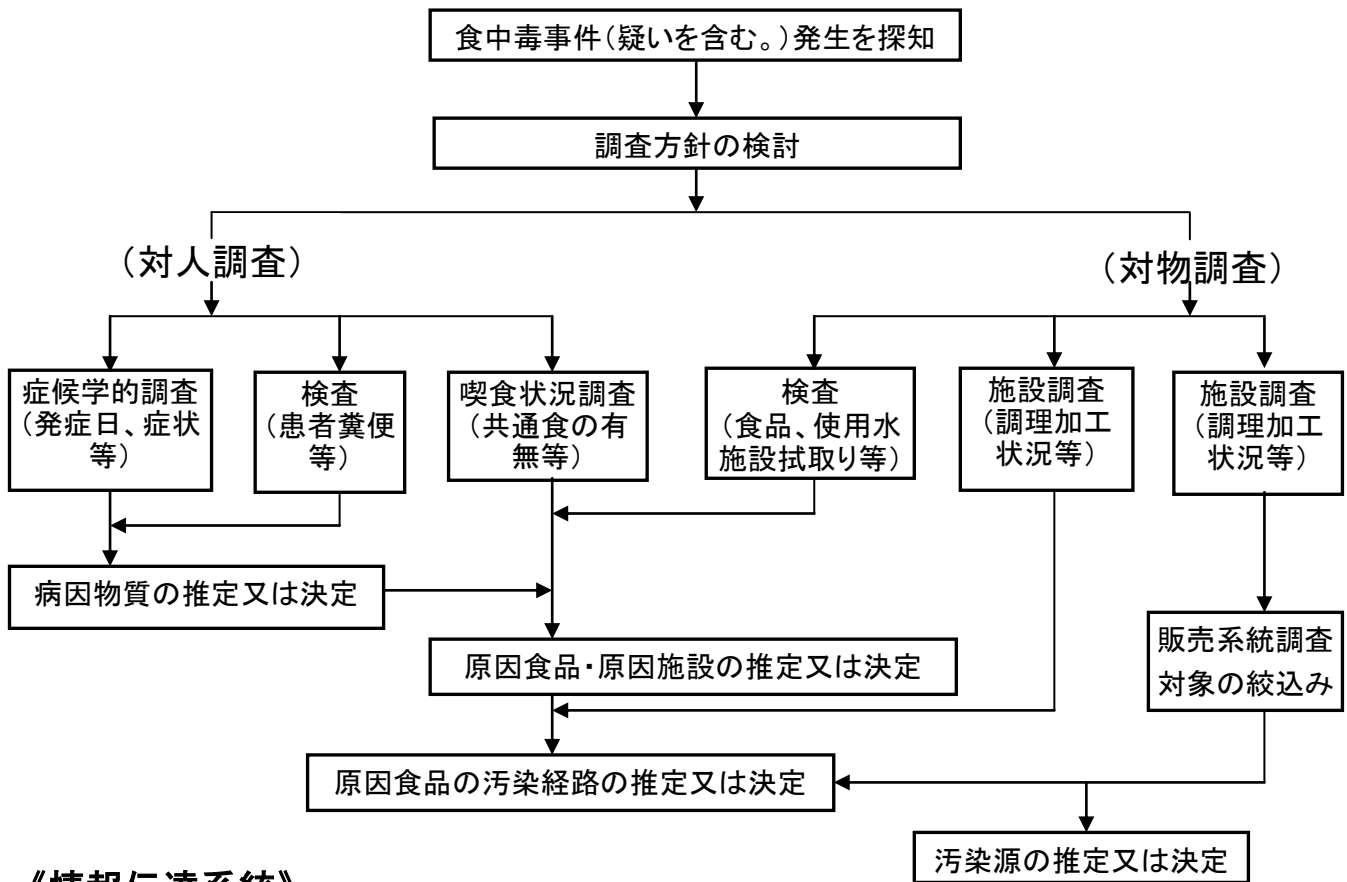 食中毒事件（疑いを含む。）発生を探知
調査方針の検討
（対人調査）
（対物調査）
症候学的調査
（発症日、症状
等）
検査
（患者糞便
等）
喫食状況調査
（共通食の有
無等）
検査
（食品、使用水
施設拭取り等）
施設調査
（調理加工
状況等）
施設調査
（調理加工
状況等）
病因物質の推定又は決定
原因食品・原因施設の推定又は決定
販売系統調査
対象の絞込み
原因食品の汚染経路の推定又は決定
汚染源の推定又は決定
《情報伝達系統》